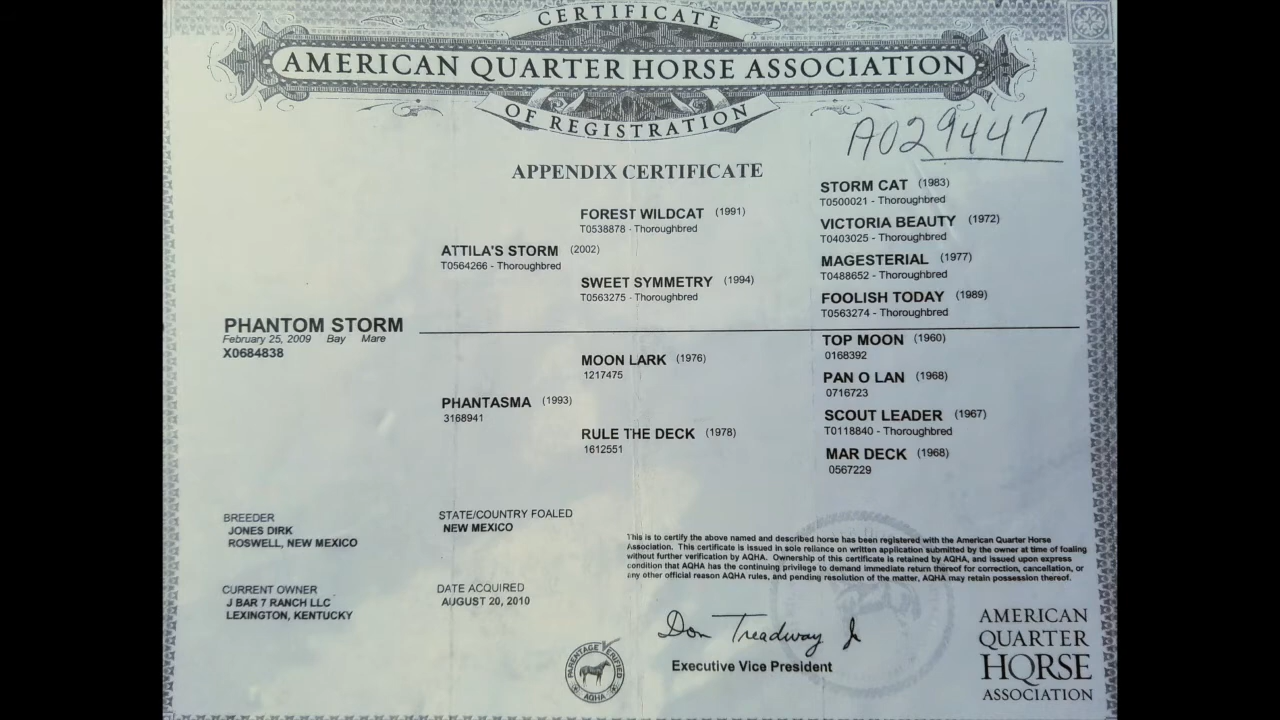 CERTIFICATE
AMERICAN QUARTER HORSE ASSOCIATION
OF REGISTRATION
A029447
APPENDIX CERTIFICATE
STORM CAT (1983)
T0500021 - Thoroughbred
FOREST WILDCAT (1991)
T0538878 - Thoroughbred
VICTORIA BEAUTY (1972)
T0403025 - Thoroughbred
ATTILA'S STORM (2002)
T0564266 - Thoroughbred
MAGESTERIAL (1977)
T0488652 - Thoroughbred
SWEET SYMMETRY (1994)
T0563275 - Thoroughbred
FOOLISH TODAY (1989)
T0563274 - Thoroughbred
PHANTOM STORM
February 25, 2009 Bay Mare
X0684838
TOP MOON (1960)
0168392
MOON LARK (1976)
1217475
PAN O LAN (1968)
0716723
PHANTASMA (1993)
3168941
SCOUT LEADER (1967)
T0118840 - Thoroughbred
RULE THE DECK (1978)
1612551
MAR DECK (1968)
0567229
BREEDER
JONES DIRK
ROSWELL, NEW MEXICO
STATE/COUNTRY FOALED
NEW MEXICO
This is to certify the above named and described horse has been registered with the American Quarter Horse
Association. This certificate is issued in sole reliance on written application submitted by the owner at time of foaling
without further verification by AQHA. Ownership of this certificate is retained by AQHA, and issued upon express
condition that AQHA has the continuing privilege to demand immediate return thereof for correction, cancellation, or
any other official reason AQHA rules, and pending resolution of the matter, AQHA may retain possession thereof.
CURRENT OWNER
J BAR 7 RANCH LLC
LEXINGTON, KENTUCKY
DATE ACQUIRED
AUGUST 20, 2010
Don Treadway Jr
Executive Vice President
PARENTAGE VERIFIED
AQHA
AMERICAN
QUARTER
HORSE
ASSOCIATION